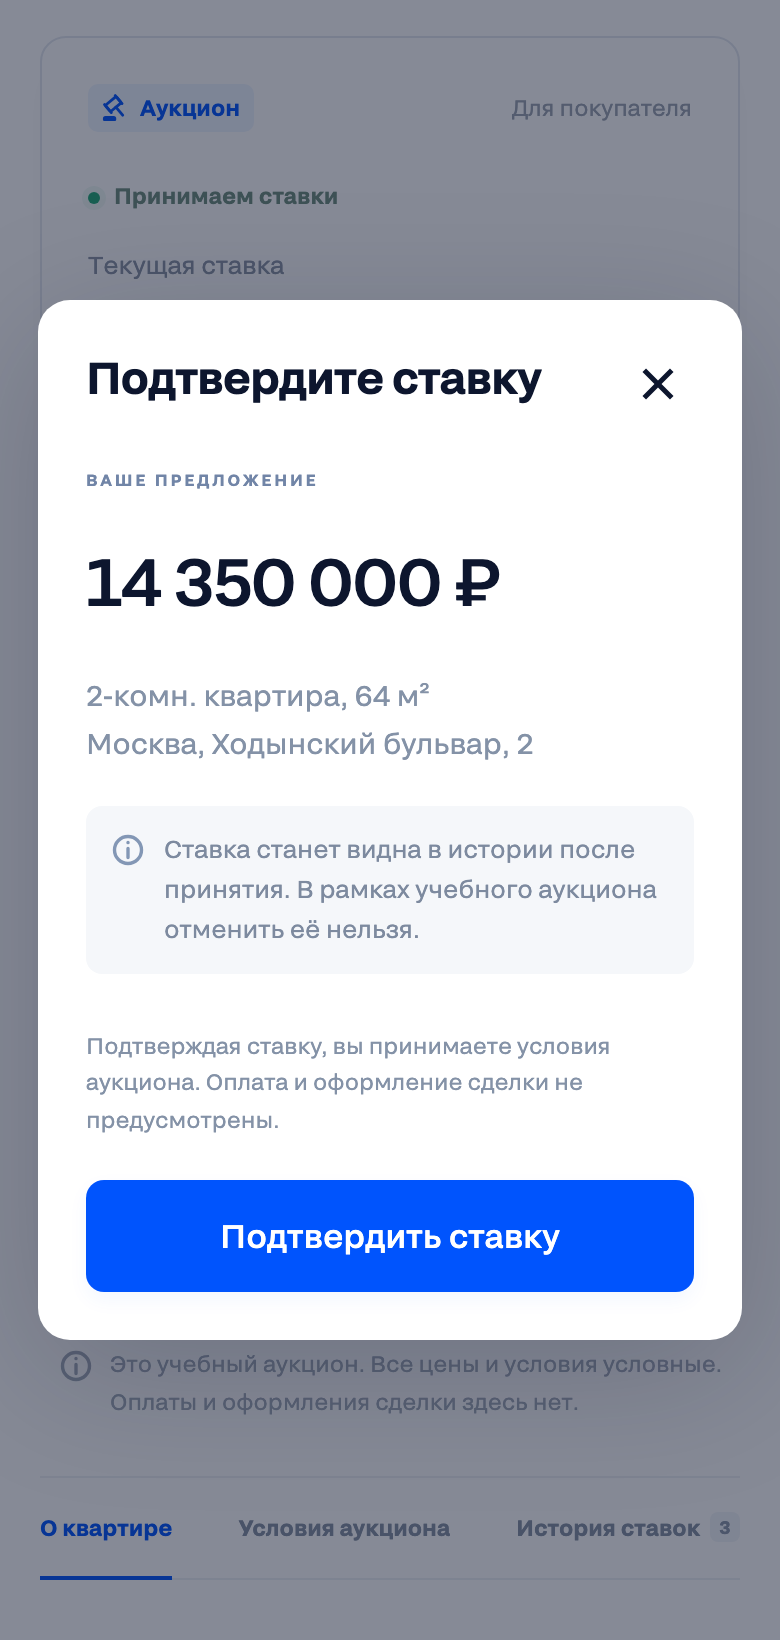 Аукцион
Для покупателя
Принимаем ставки
Текущая ставка
Подтвердите ставку
ВАШЕ ПРЕДЛОЖЕНИЕ
14 350 000 ₽
2-комн. квартира, 64 м²
Москва, Ходынский бульвар, 2
Ставка станет видна в истории после
принятия. В рамках учебного аукциона
отменить её нельзя.
Подтверждая ставку, вы принимаете условия
аукциона. Оплата и оформление сделки не
предусмотрены.
Подтвердить ставку
Это учебный аукцион. Все цены и условия условные.
Оплаты и оформления сделки здесь нет.
О квартире
Условия аукциона
История ставок 3